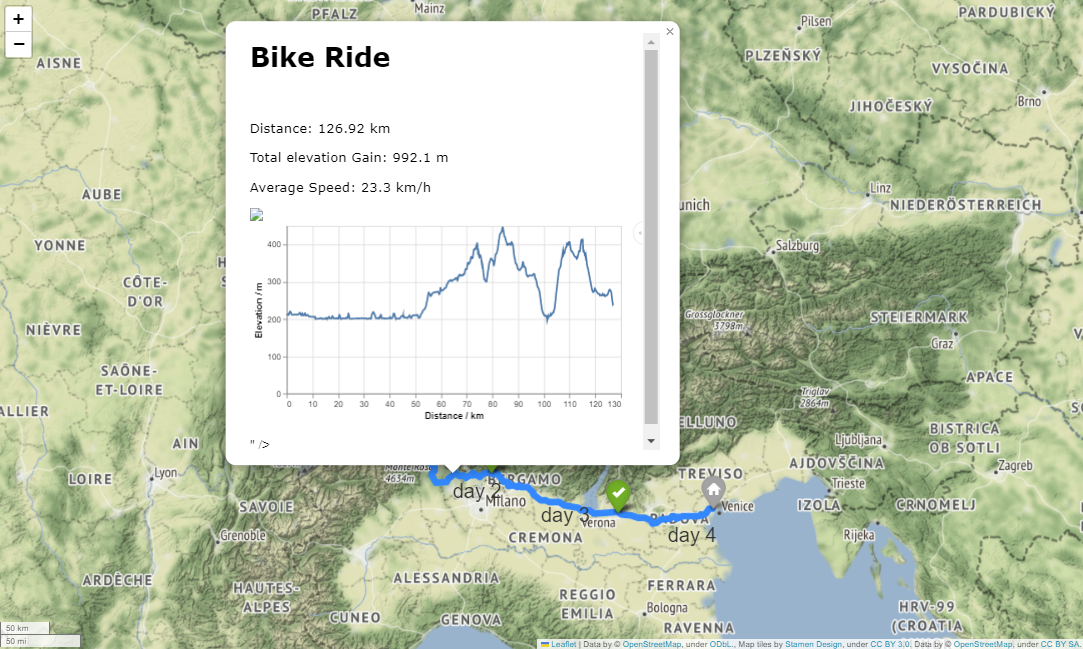 +
−
PFALZ
Mainz
Pilsen
PARDUBICKÝ
PLZEŇSKÝ
AISNE
VYSOČINA
Brno
JIHOČESKÝ
Bike Ride
×
Distance: 126.92 km
Total elevation Gain: 992.1 m
Average Speed: 23.3 km/h
400
300
200
100
0
Elevation / m
0 10 20 30 40 50 60 70 80 90 100 110 120 130
Distance / km
" />
AUBE
Linz
unich
NIEDERÖSTERREICH
YONNE
Salzburg
CÔTE-
D'OR
Grossglockner
3798m
STEIERMARK
NIÈVRE
Graz
SAÔNE-
ET-LOIRE
APACE
Triglav
2864m
ALLIER
ELLUNO
BISTRICA
OB SOTLI
AIN
Ljubljana
Zagreb
AJDOVŠČINA
LOIRE
Lyon
Monte Rosa
4634m
BERGAMO
TREVISO
Trieste
day 2
Milano
SAVOIE
IZOLA
CRNOMELJ
Venice
day 3
Verona
PADOVA
day 4
Grenoble
CREMONA
Rijeka
ARDÈCHE
ALESSANDRIA
HAUTES-
ALPES
FERRARA
REGGIO
EMILIA
Bologna
CUNEO
GENOVA
RAVENNA
HRV-99
(CROATIA
50 km
50 mi
Leaflet | Data by © OpenStreetMap, under ODbL., Map tiles by Stamen Design, under CC BY 3.0. Data by © OpenStreetMap, under CC BY SA.